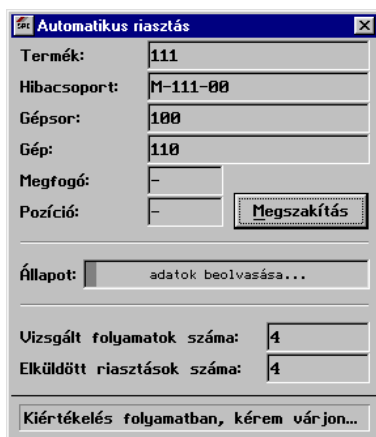 SPC Automatikus riasztás
Termék: 111
Hibacsoport: M-111-00
Gépsor: 100
Gép: 110
Megfogó: -
Pozíció: - Megszakítás
Állapot: adatok beolvasása...
Vizsgált folyamatok száma: 4
Elküldött riasztások száma: 4
Kiértékelés folyamatban, kérem várjon...